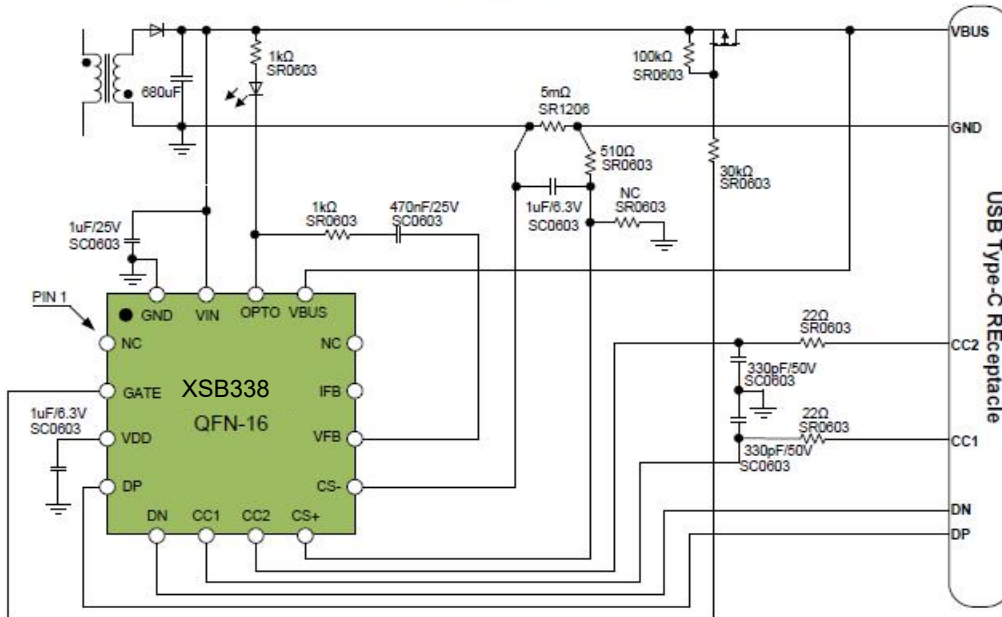 VBUS
1kΩ
SR0603
100kΩ
SR0603
680uF
5mΩ
SR1206
GND
510Ω
SR0603
30kΩ
SR0603
1uF/6.3V
SC0603
NC
SR0603
1kΩ
SR0603
470nF/25V
SC0603
1uF/25V
SC0603
USB Type-C REceptacle
PIN 1
GND
VIN
OPTO
VBUS
NC
NC
GATE
XSB338
IFB
QFN-16
1uF/6.3V
SC0603
VDD
VFB
DP
CS-
DN
CC1
CC2
CS+
22Ω
SR0603
CC2
330pF/50V
SC0603
22Ω
SR0603
CC1
330pF/50V
SC0603
DN
DP